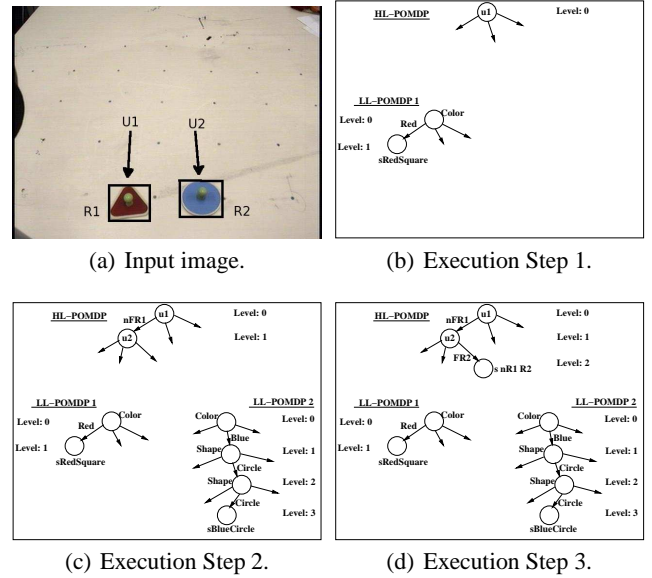 U1
U2
R1
R2
(a) Input image.
HL−POMDP
u1
Level: 0
LL−POMDP 1
Level: 0
Color
Red
Level: 1
sRedSquare
(b) Execution Step 1.
HL−POMDP
u1
Level: 0
nFR1
u2
Level: 1
LL−POMDP 1
Level: 0
Color
Red
Level: 1
sRedSquare
LL−POMDP 2
Color
Level: 0
Blue
Shape
Level: 1
Circle
Shape
Level: 2
Circle
Level: 3
sBlueCircle
(c) Execution Step 2.
HL−POMDP
u1
Level: 0
nFR1
u2
Level: 1
FR2
s nR1 R2
Level: 2
LL−POMDP 1
Level: 0
Color
Red
Level: 1
sRedSquare
LL−POMDP 2
Color
Level: 0
Blue
Shape
Level: 1
Circle
Shape
Level: 2
Circle
Level: 3
sBlueCircle
(d) Execution Step 3.